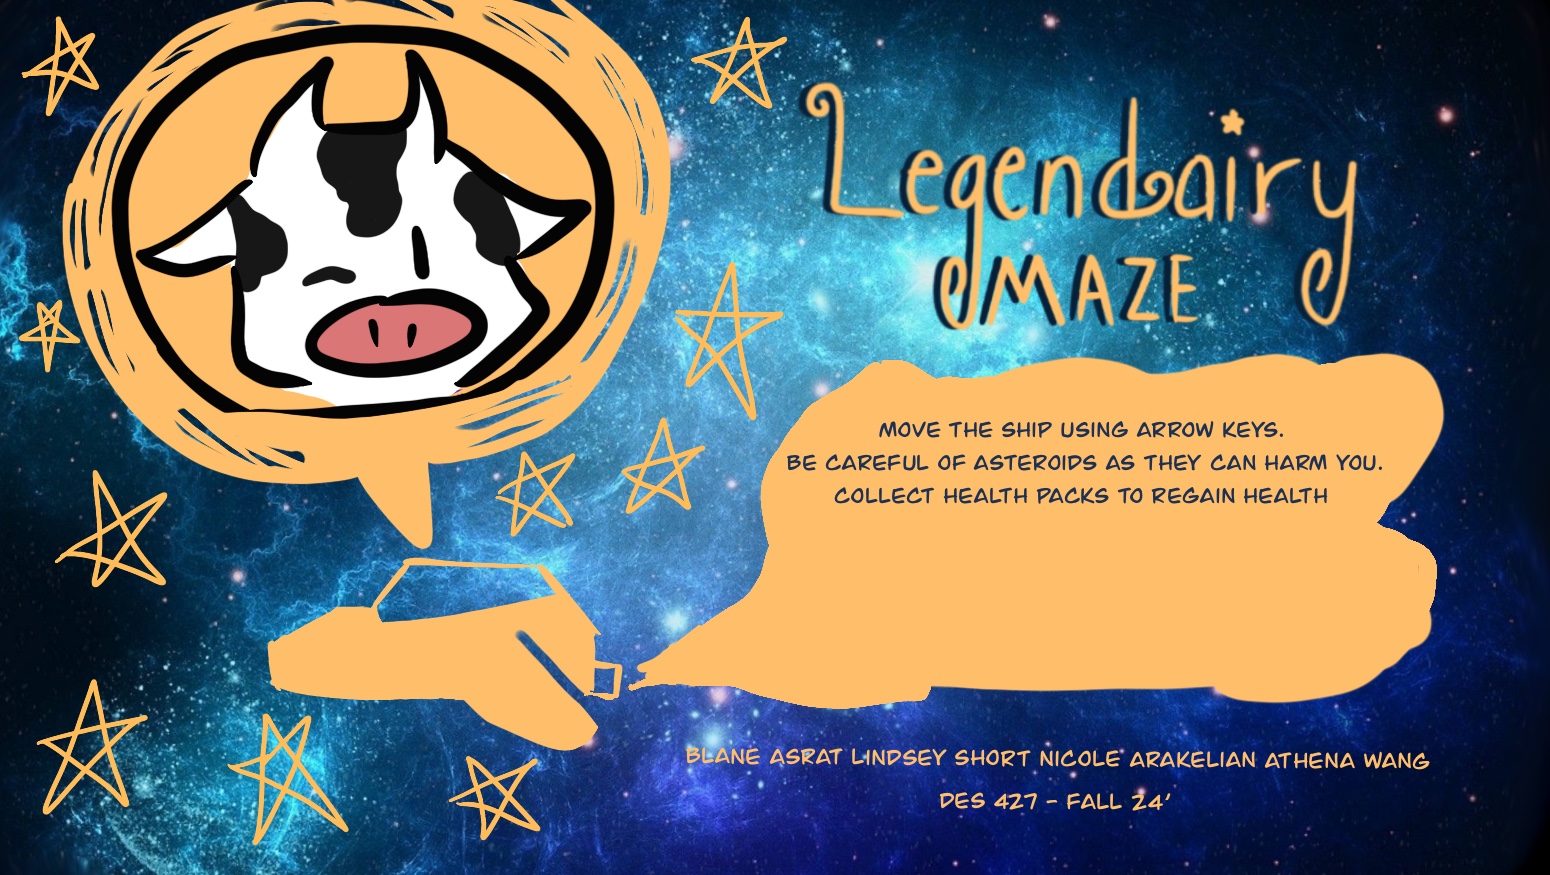 Legendairy
MAZE
MOVE THE SHIP USING ARROW KEYS.
BE CAREFUL OF ASTEROIDS AS THEY CAN HARM YOU.
COLLECT HEALTH PACKS TO REGAIN HEALTH
BLANE ASRAT LINDSEY SHORT NICOLE ARAKELIAN ATHENA WANG
DES 427 - FALL 24'